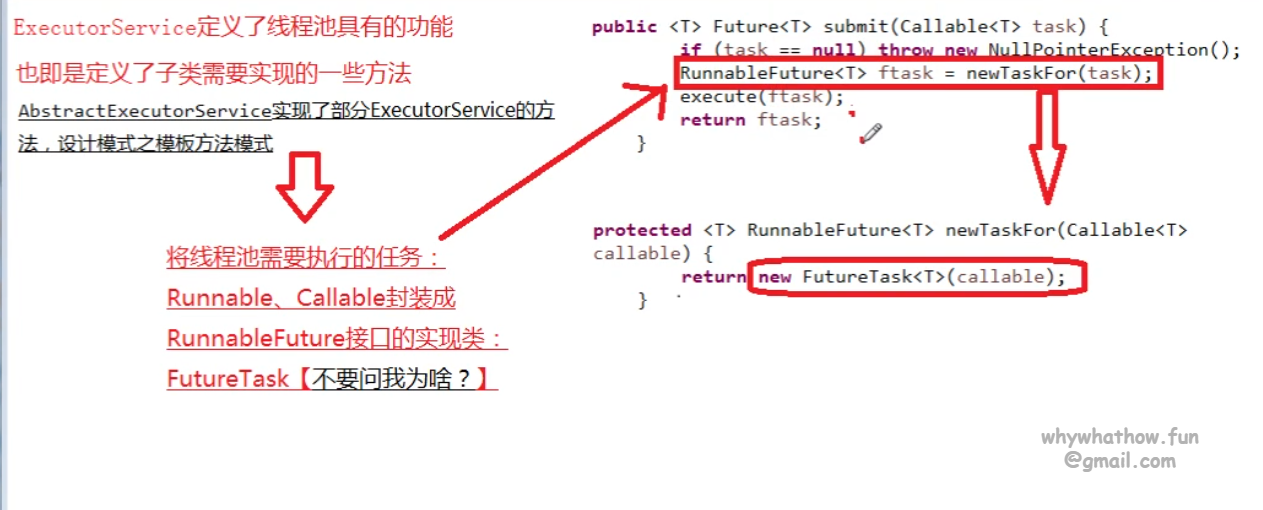 ExecutorService定义了线程池具有的功能
也即是定义了子类需要实现的一些方法
AbstractExecutorService实现了部分ExecutorService的方
法，设计模式之模板方法模式
将线程池需要执行的任务：
Runnable、Callable封装成
RunnableFuture接口的实现类：
FutureTask【不要问我为啥？】
public <T> Future<T> submit(Callable<T> task) {
if (task == null) throw new NullPointerException();
RunnableFuture<T> ftask = newTaskFor(task);
execute(ftask);
return ftask;
}
protected <T> RunnableFuture<T> newTaskFor(Callable<T>
callable) {
return new FutureTask<T>(callable);
}
whywhathow.fun
@gmail.com